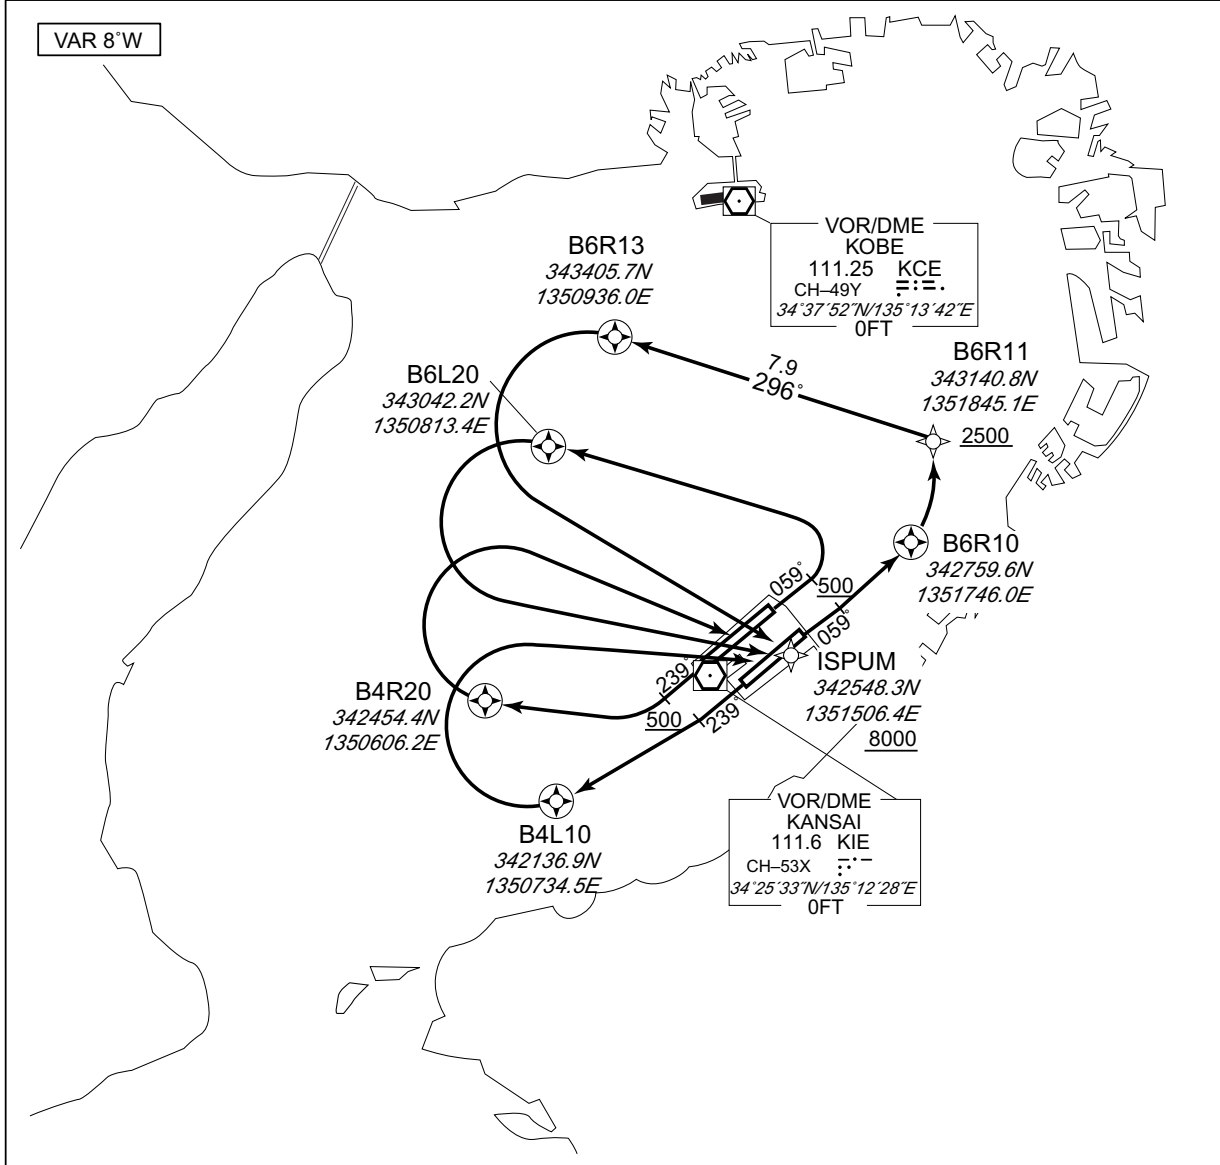 VAR 8°W
VOR/DME
KOBE
111.25 KCE
CH–49Y
34°37´52˝N/135°13´42˝E
0FT
B6R13
343405.7N
1350936.0E
B6R11
343140.8N
1351845.1E
2500
7.9
296°
B6L20
343042.2N
1350813.4E
B6R10
342759.6N
1351746.0E
059°
500
059°
ISPUM
342548.3N
1351506.4E
8000
239°
500
239°
B4R20
342454.4N
1350606.2E
B4L10
342136.9N
1350734.5E
VOR/DME
KANSAI
111.6 KIE
CH–53X
34°25´33˝N/135°12´28˝E
0FT